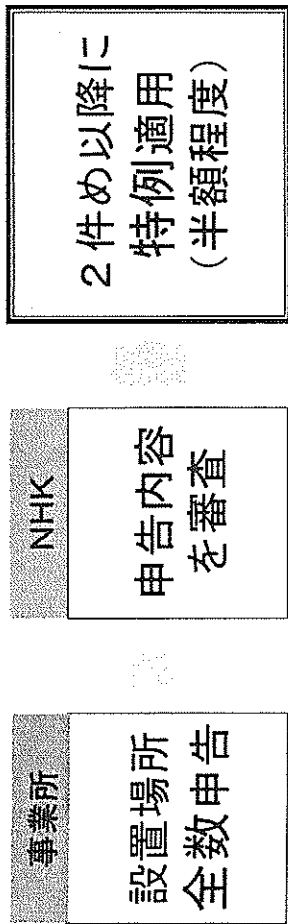 事業所
設置場所
全数申告
NHK
申告内容
を審査
２件め以降に
特例適用
（半額程度）